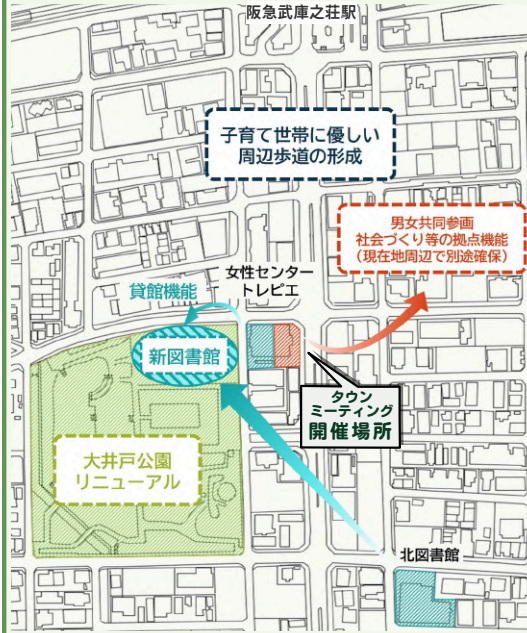 阪急武庫之荘駅
子育て世帯に優しい
周辺歩道の形成
男女共同参画
社会づくり等の拠点機能
(現在地周辺で別途確保)
女性センター
トレピエ
貸館機能
新図書館
タウン
ミーティング
開催場所
大井戸公園
リニューアル
北図書館